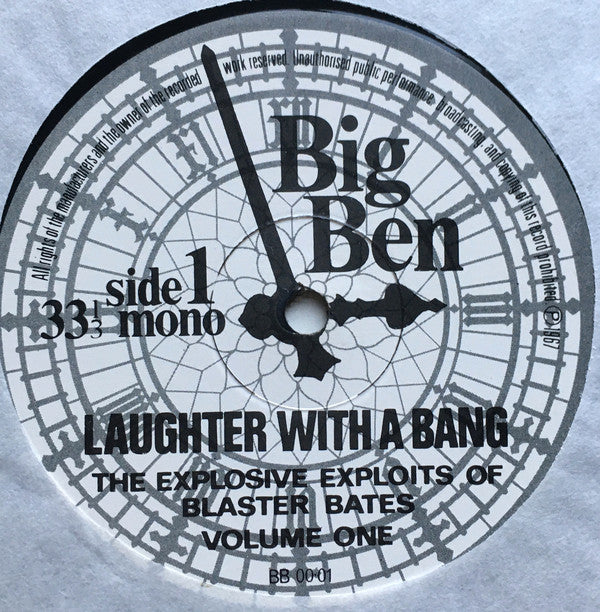 All rights of the manufacturers and the owner of the recorded work reserved. Unauthorised public performance, broadcasting and copying of this record prohibited ℗ 1967
Big
Ben
side 1
33⅓ mono
LAUGHTER WITH A BANG
THE EXPLOSIVE EXPLOITS OF
BLASTER BATES
VOLUME ONE
BB 00·01
XII
III